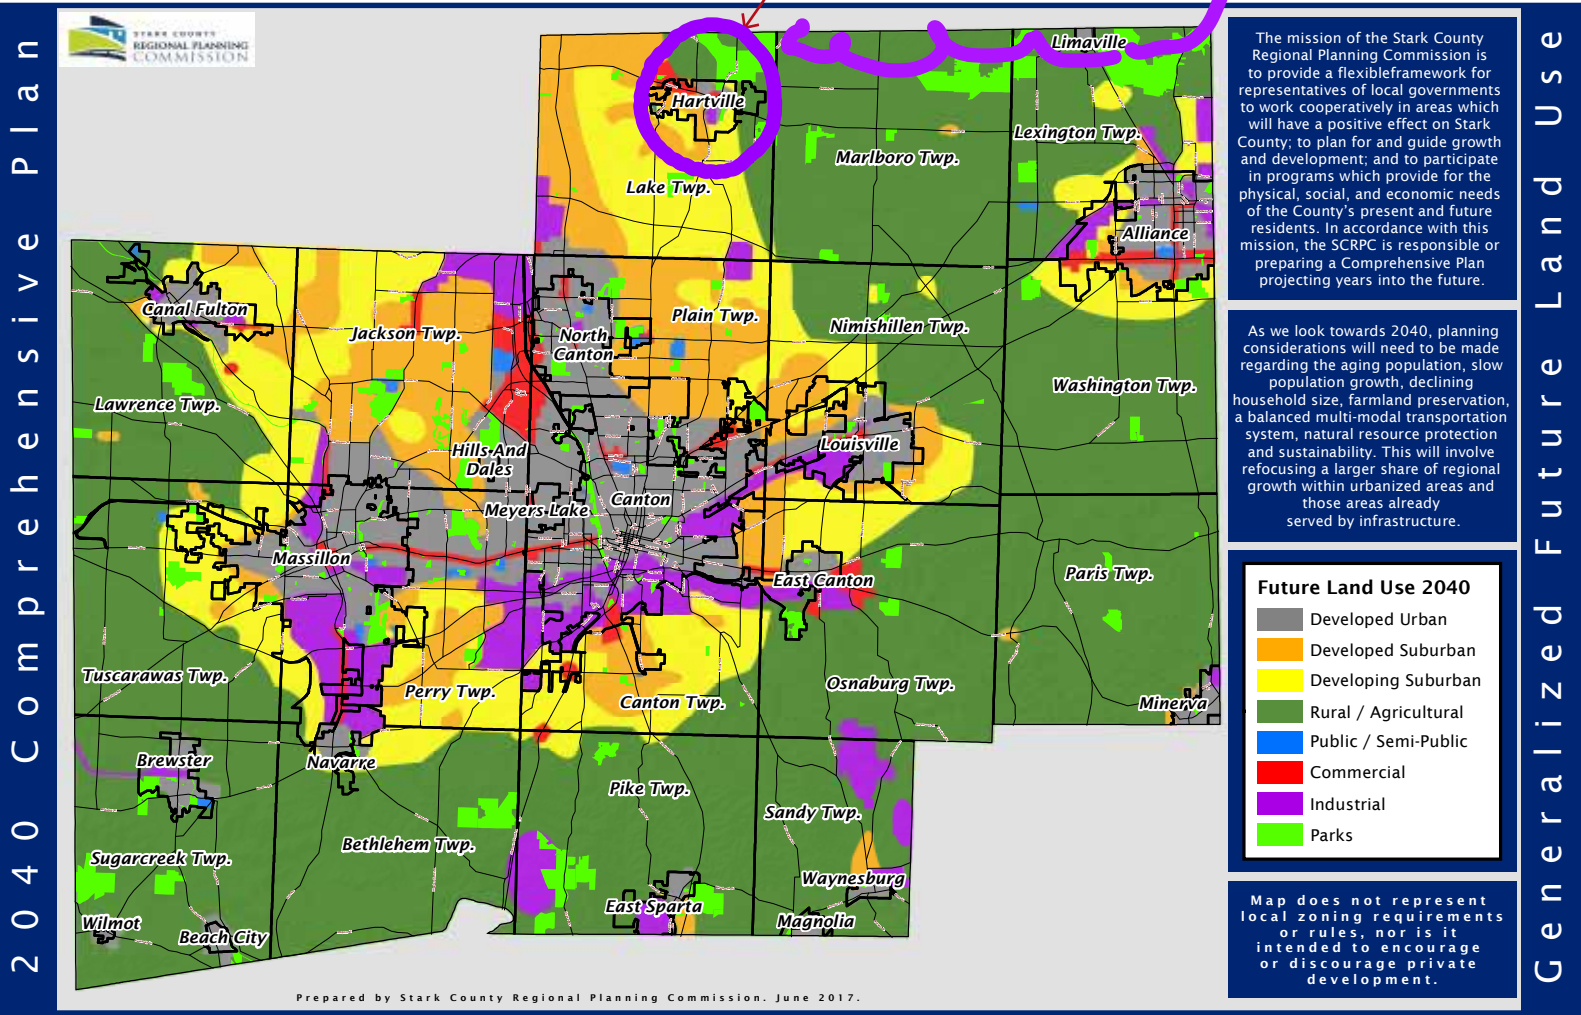 2040 Comprehensive Plan
STARK COUNTY
REGIONAL PLANNING
COMMISSION
Limaville
Hartville
Lexington Twp.
Marlboro Twp.
Lake Twp.
Alliance
Canal Fulton
Jackson Twp.
North
Canton
Plain Twp.
Nimishillen Twp.
Washington Twp.
Lawrence Twp.
Hills And
Dales
Louisville
Canton
Meyers Lake
Massillon
East Canton
Paris Twp.
Tuscarawas Twp.
Perry Twp.
Canton Twp.
Osnaburg Twp.
Minerva
Brewster
Navarre
Pike Twp.
Sandy Twp.
Bethlehem Twp.
Sugarcreek Twp.
Waynesburg
East Sparta
Magnolia
Wilmot
Beach City
Prepared by Stark County Regional Planning Commission. June 2017.
The mission of the Stark County
Regional Planning Commission is
to provide a flexibleframework for
representatives of local governments
to work cooperatively in areas which
will have a positive effect on Stark
County; to plan for and guide growth
and development; and to participate
in programs which provide for the
physical, social, and economic needs
of the County's present and future
residents. In accordance with this
mission, the SCRPC is responsible or
preparing a Comprehensive Plan
projecting years into the future.
As we look towards 2040, planning
considerations will need to be made
regarding the aging population, slow
population growth, declining
household size, farmland preservation,
a balanced multi-modal transportation
system, natural resource protection
and sustainability. This will involve
refocusing a larger share of regional
growth within urbanized areas and
those areas already
served by infrastructure.
Future Land Use 2040
Developed Urban
Developed Suburban
Developing Suburban
Rural / Agricultural
Public / Semi-Public
Commercial
Industrial
Parks
Map does not represent
local zoning requirements
or rules, nor is it
intended to encourage
or discourage private
development.
Generalized Future Land Use